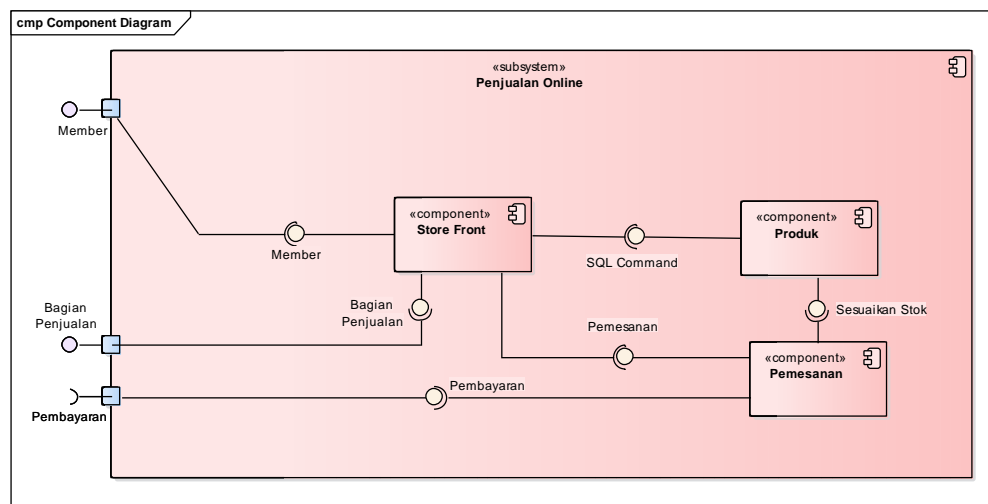 cmp Component Diagram
«subsystem»
Penjualan Online
Member
«component»
Store Front
«component»
Produk
Member
SQL Command
Bagian
Penjualan
Bagian
Penjualan
Sesuaikan Stok
Pemesanan
«component»
Pemesanan
Pembayaran
Pembayaran